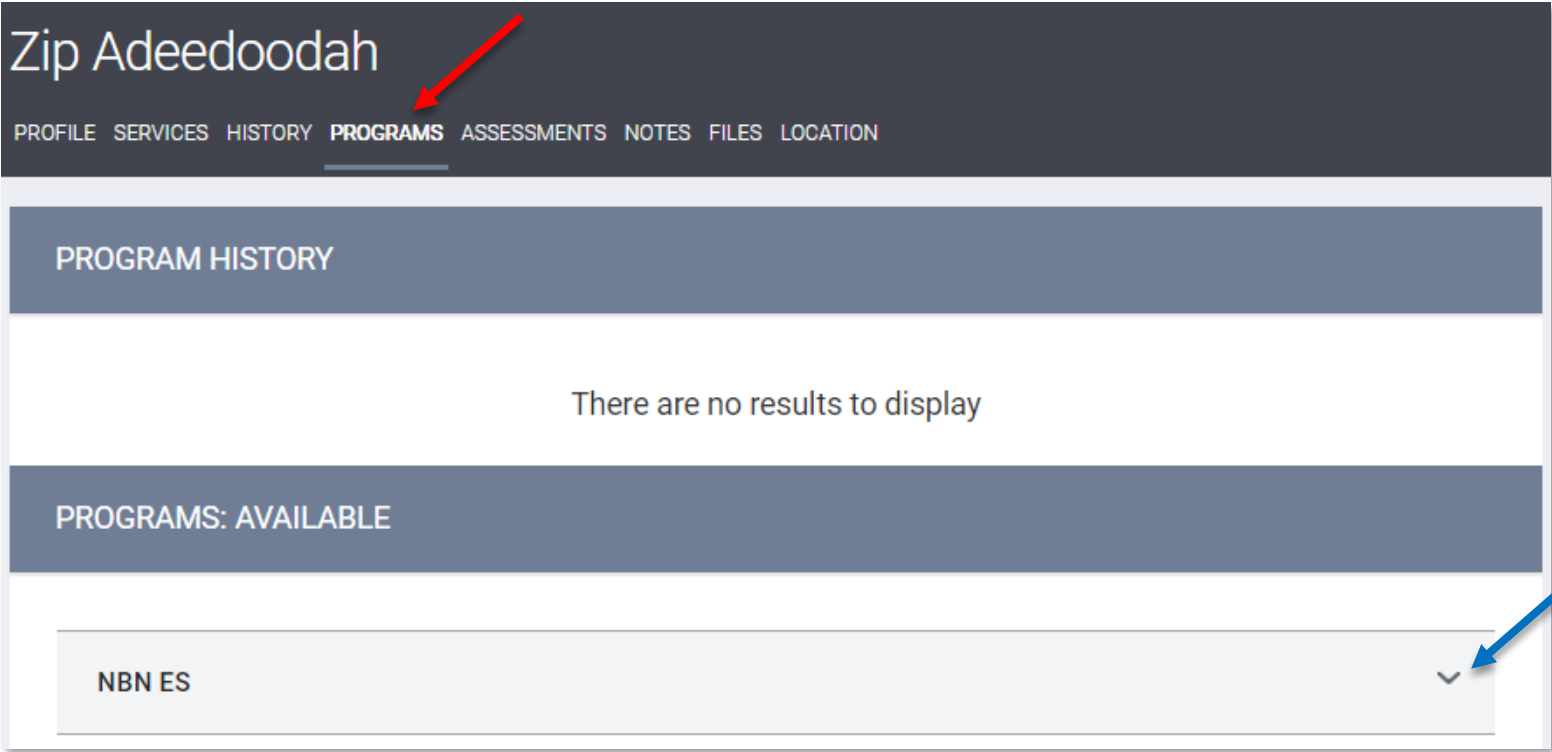 Zip Adeedoodah
PROFILE SERVICES HISTORY PROGRAMS ASSESSMENTS NOTES FILES LOCATION
PROGRAM HISTORY
There are no results to display
PROGRAMS: AVAILABLE
NBN ES